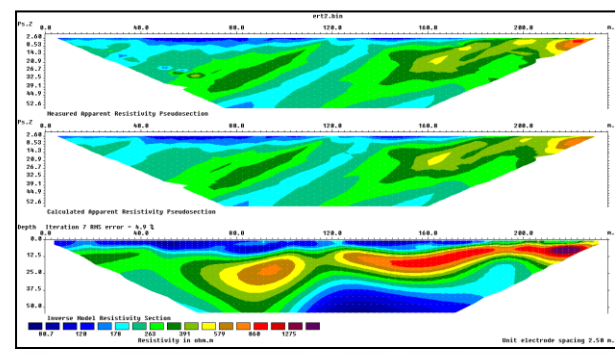 ert2.bin
Ps.Z 0.0 40.0 80.0 120.0 160.0 200.0 m.
2.60
8.53
14.3
20.9
26.7
32.5
39.1
44.9
52.6
Measured Apparent Resistivity Pseudosection
Ps.Z 0.0 40.0 80.0 120.0 160.0 200.0 m.
2.60
8.53
14.3
20.9
26.7
32.5
39.1
44.9
52.6
Calculated Apparent Resistivity Pseudosection
Depth Iteration 7 RMS error = 4.9 %
0.0 40.0 80.0 120.0 160.0 200.0 m.
0.0
12.5
25.0
37.5
50.0
Inverse Model Resistivity Section
80.7 120 178 263 391 579 860 1275
Resistivity in ohm.m Unit electrode spacing 2.50 m.